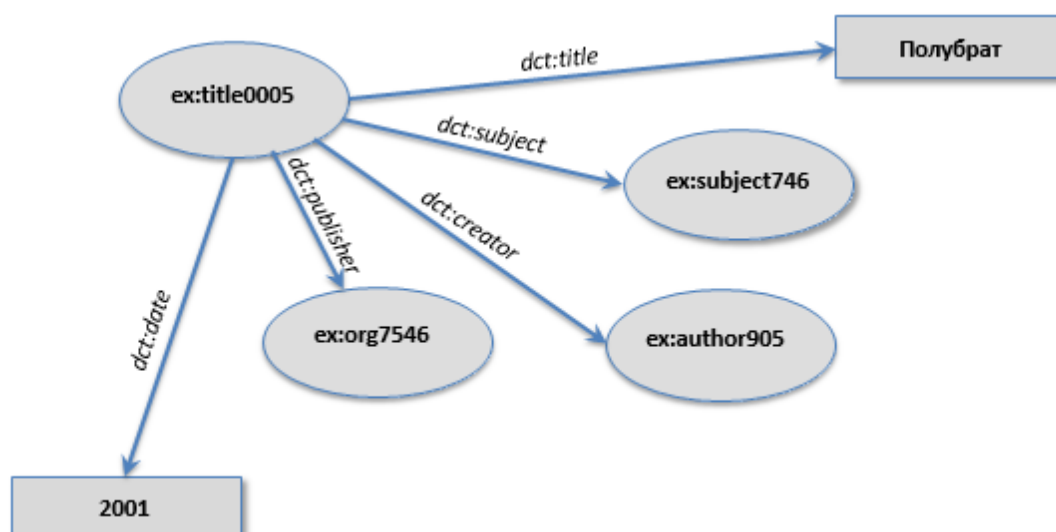 Полубрат
dct:title
ex:title0005
dct:subject
ex:subject746
dct:publisher
dct:creator
dct:date
ex:org7546
ex:author905
2001